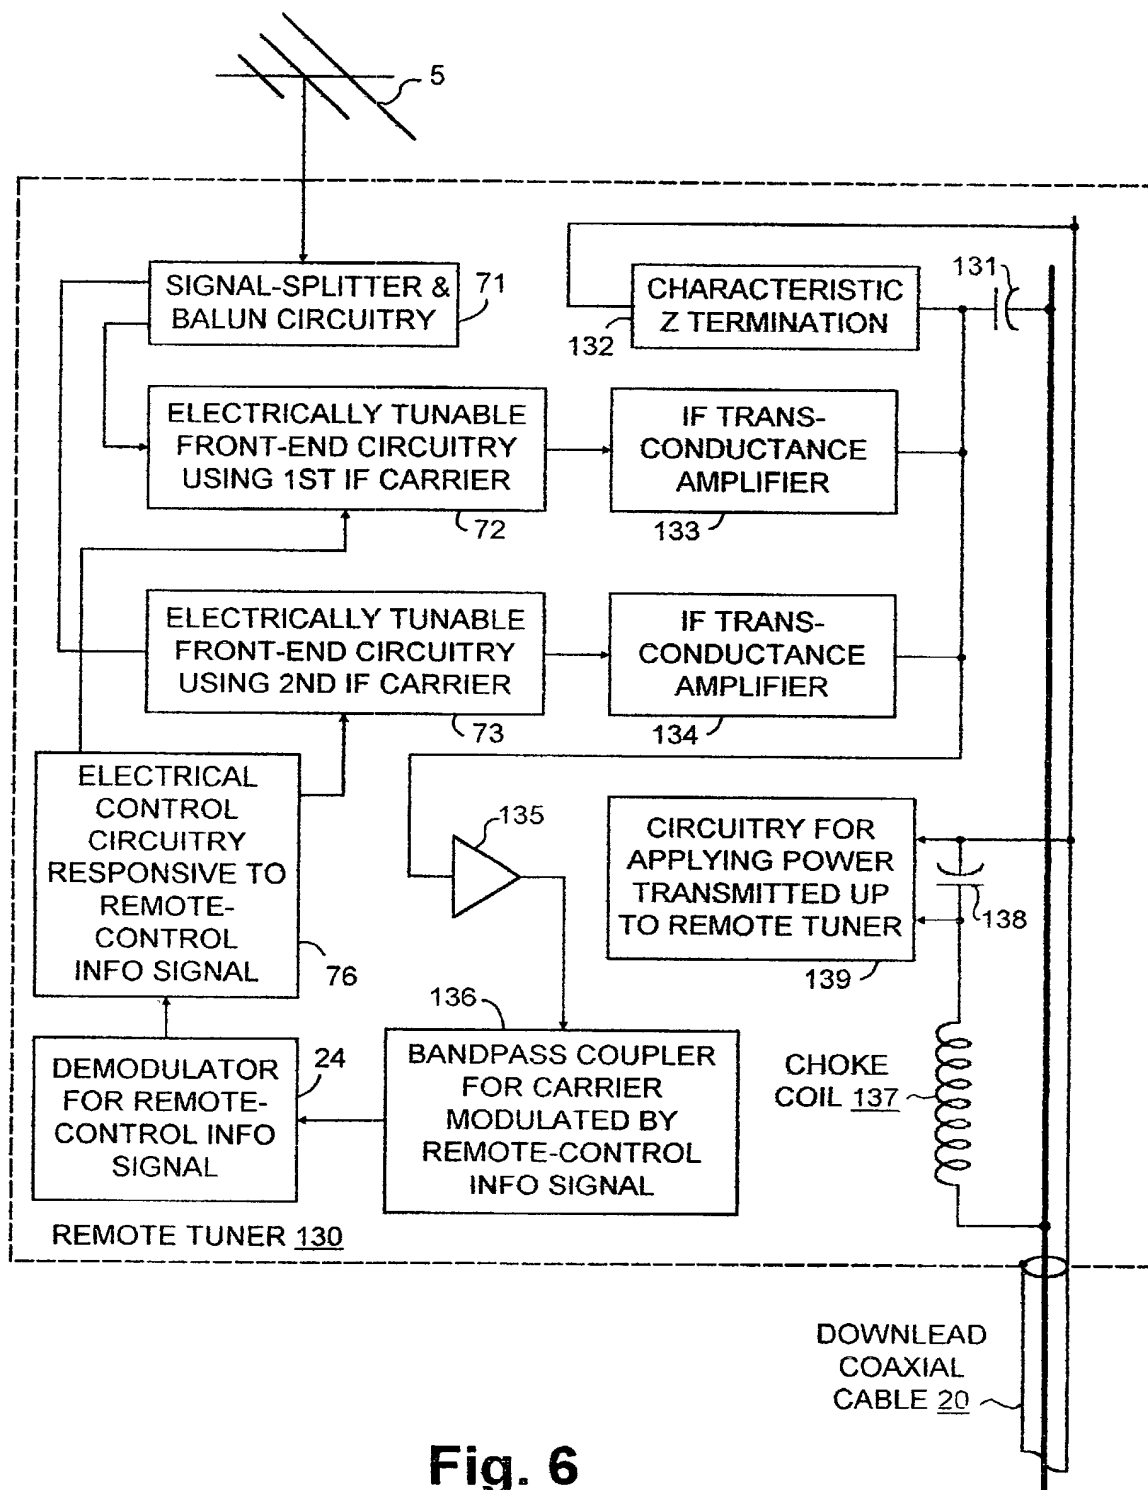 5
SIGNAL-SPLITTER &
BALUN CIRCUITRY
71
CHARACTERISTIC
Z TERMINATION
132
131
ELECTRICALLY TUNABLE
FRONT-END CIRCUITRY
USING 1ST IF CARRIER
72
IF TRANS-
CONDUCTANCE
AMPLIFIER
133
ELECTRICALLY TUNABLE
FRONT-END CIRCUITRY
USING 2ND IF CARRIER
73
IF TRANS-
CONDUCTANCE
AMPLIFIER
134
ELECTRICAL
CONTROL
CIRCUITRY
RESPONSIVE TO
REMOTE-
CONTROL
INFO SIGNAL
76
135
CIRCUITRY FOR
APPLYING POWER
TRANSMITTED UP
TO REMOTE TUNER
139
138
136
BANDPASS COUPLER
FOR CARRIER
MODULATED BY
REMOTE-CONTROL
INFO SIGNAL
24
DEMODULATOR
FOR REMOTE-
CONTROL INFO
SIGNAL
CHOKE
COIL 137
REMOTE TUNER 130
DOWNLEAD
COAXIAL
CABLE 20
Fig. 6